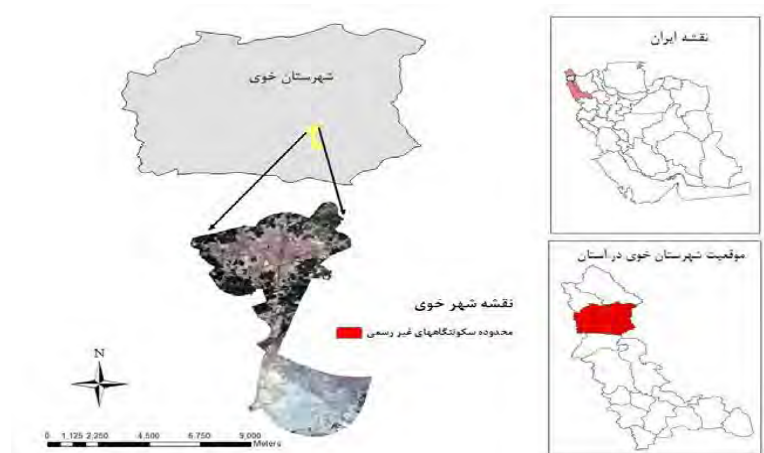 شهرستان خوی
نقشه ایران
موقعیت شهرستان خوی در استان
نقشه شهر خوی
محدوده سکونتگاههای غیر رسمی
N
0 1,125 2,250 4,500 6,750 9,000
Meters